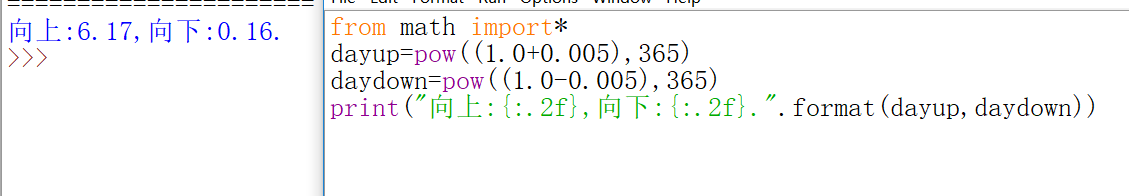 ==========================
向上:6.17,向下:0.16.
>>>
from math import*
dayup=pow((1.0+0.005),365)
daydown=pow((1.0-0.005),365)
print("向上:{:.2f},向下:{:.2f}.".format(dayup,daydown))